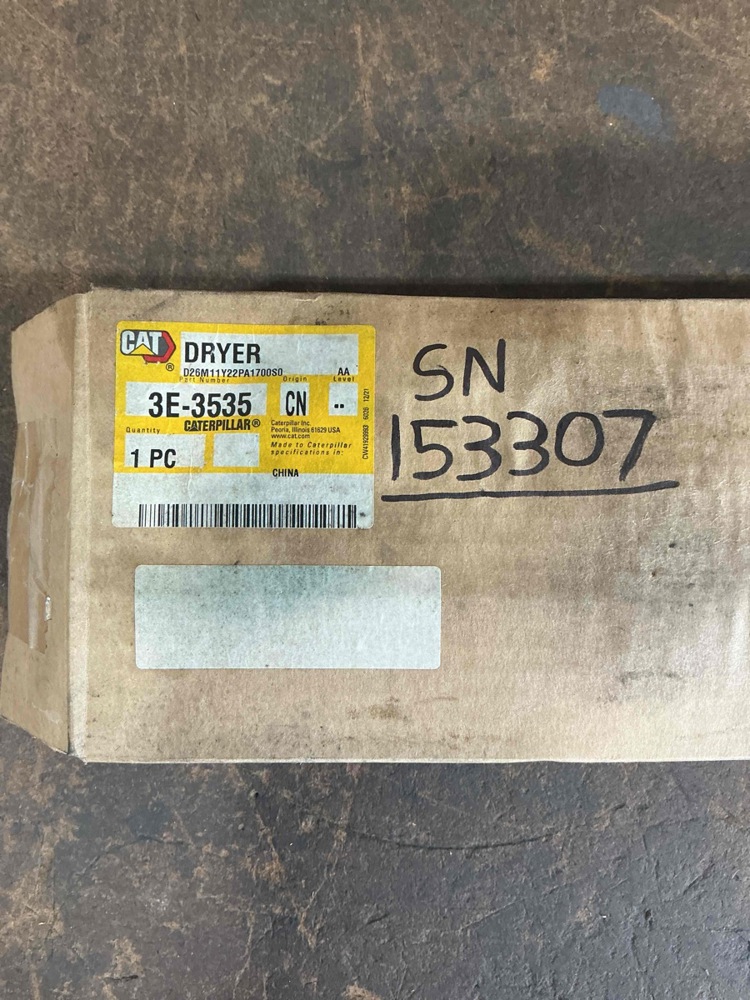 CAT
®
DRYER
D26M11Y22PA1700S0 AA
Part Number Origin Level
3E-3535 CN --
CATERPILLAR®
Quantity
1 PC
Caterpillar Inc.
Peoria, Illinois 61629 USA
www.cat.com
Made to Caterpillar
specifications in:
CHINA
SN
153307